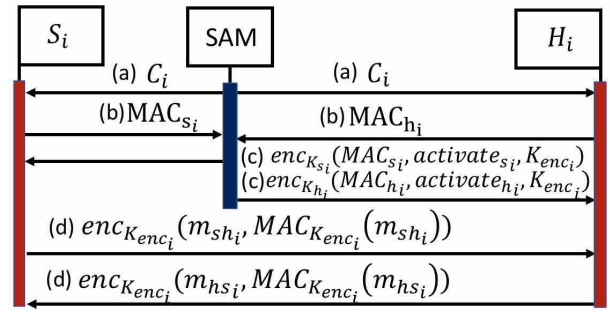 S_i SAM H_i
(a) C_i (a) C_i
(b) MAC_{s_i} (b) MAC_{h_i}
(c) enc_{K_{s_i}}(MAC_{s_i}, activate_{s_i}, K_{enc_i})
(c) enc_{K_{h_i}}(MAC_{h_i}, activate_{h_i}, K_{enc_i})
(d) enc_{K_{enc_i}}(m_{sh_i}, MAC_{K_{enc_i}}(m_{sh_i}))
(d) enc_{K_{enc_i}}(m_{hs_i}, MAC_{K_{enc_i}}(m_{hs_i}))